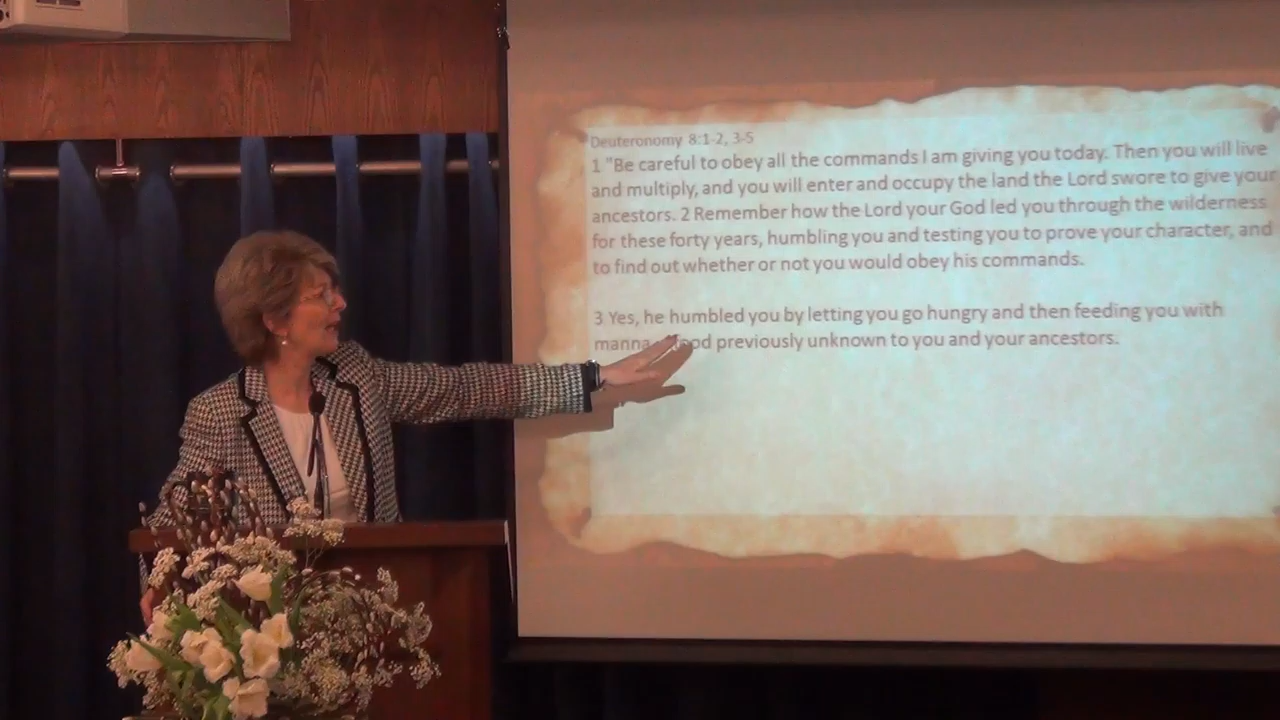 Deuteronomy 8:1-2, 3-5
1 "Be careful to obey all the commands I am giving you today. Then you will live
and multiply, and you will enter and occupy the land the Lord swore to give your
ancestors. 2 Remember how the Lord your God led you through the wilderness
for these forty years, humbling you and testing you to prove your character, and
to find out whether or not you would obey his commands.
3 Yes, he humbled you by letting you go hungry and then feeding you with
manna previously unknown to you and your ancestors.